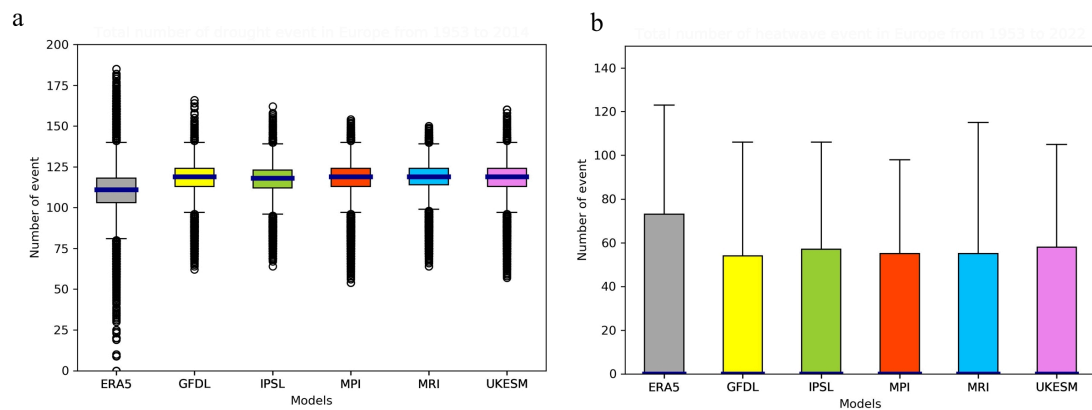 a
Total number of drought event in Europe from 1953 to 2014
200
175
150
125
100
75
50
25
0
Number of event
ERA5 GFDL IPSL MPI MRI UKESM
Models
b
Total number of heatwave event in Europe from 1953 to 2022
140
120
100
80
60
40
20
0
Number of event
ERA5 GFDL IPSL MPI MRI UKESM
Models